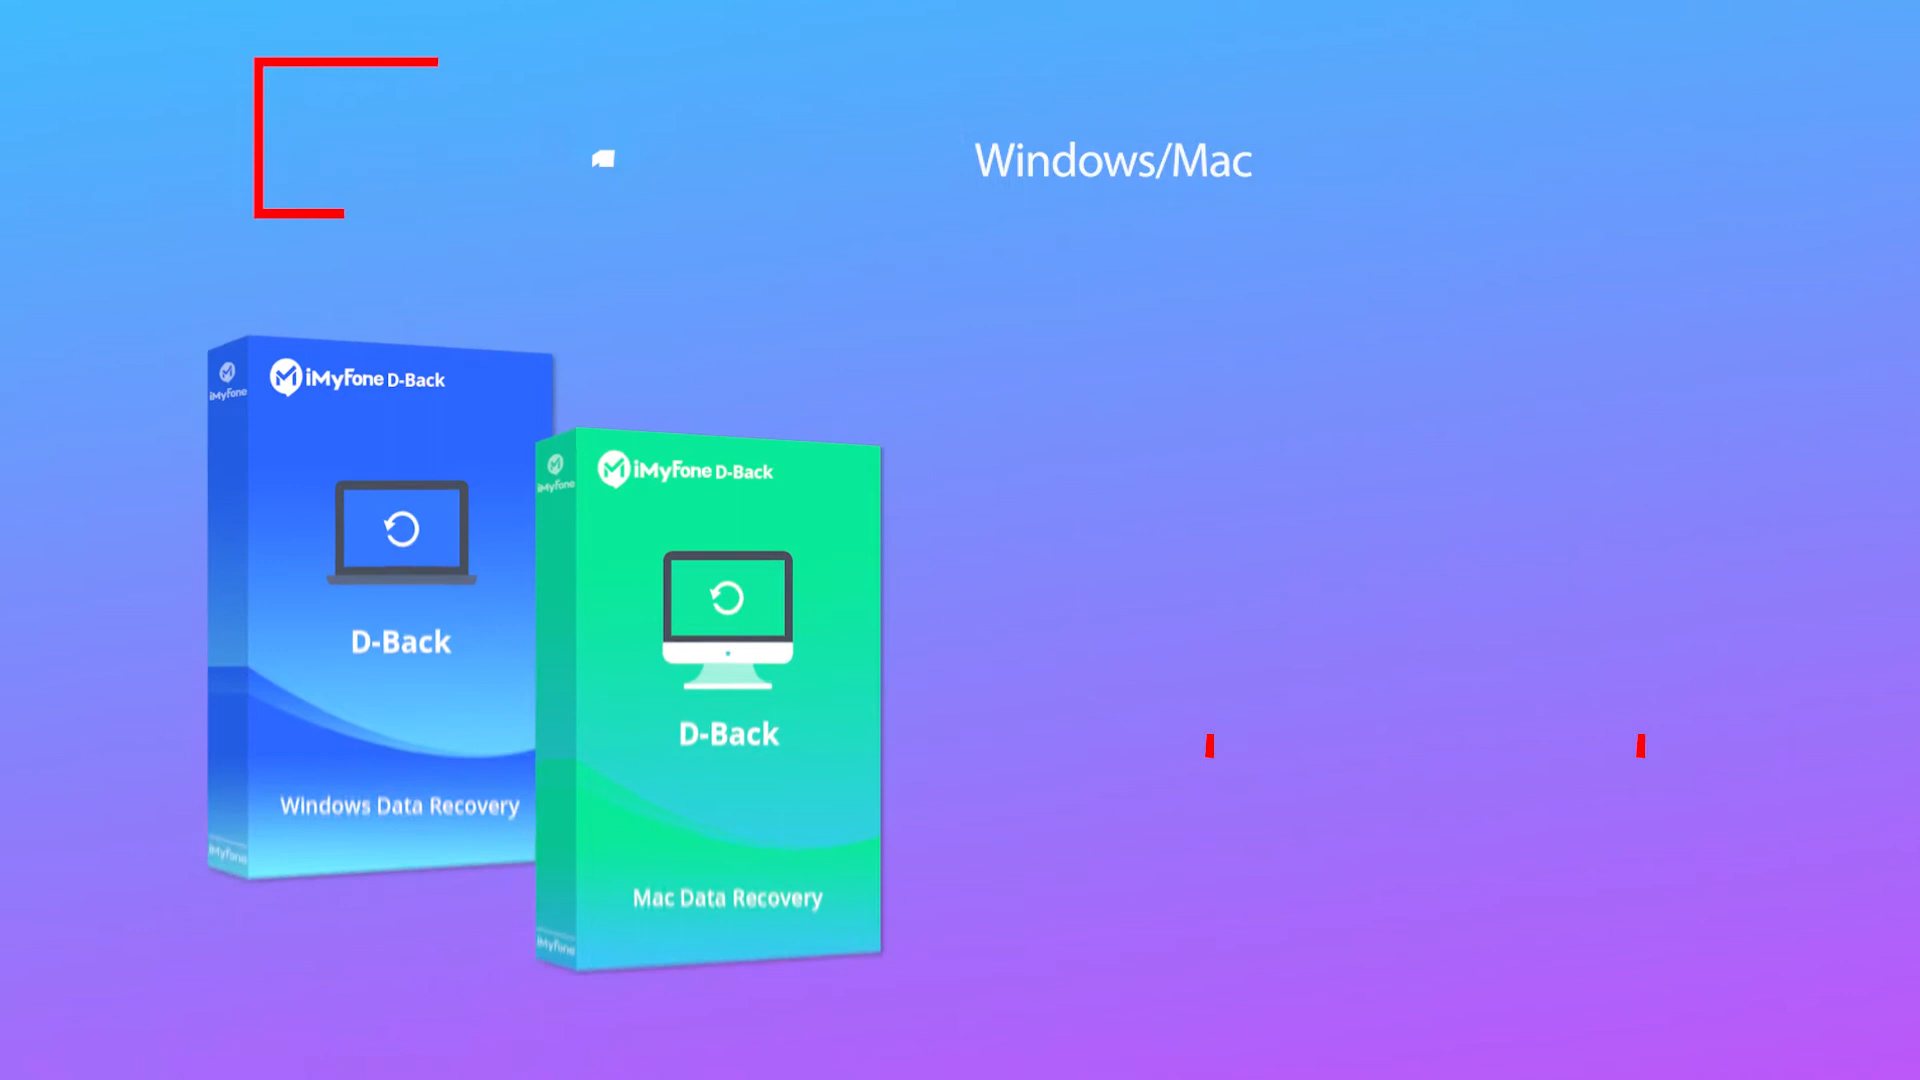 Windows/Mac
iMyFone D-Back
iMyFone
D-Back
Windows Data Recovery
iMyFone
iMyFone D-Back
iMyFone
D-Back
Mac Data Recovery
iMyFone